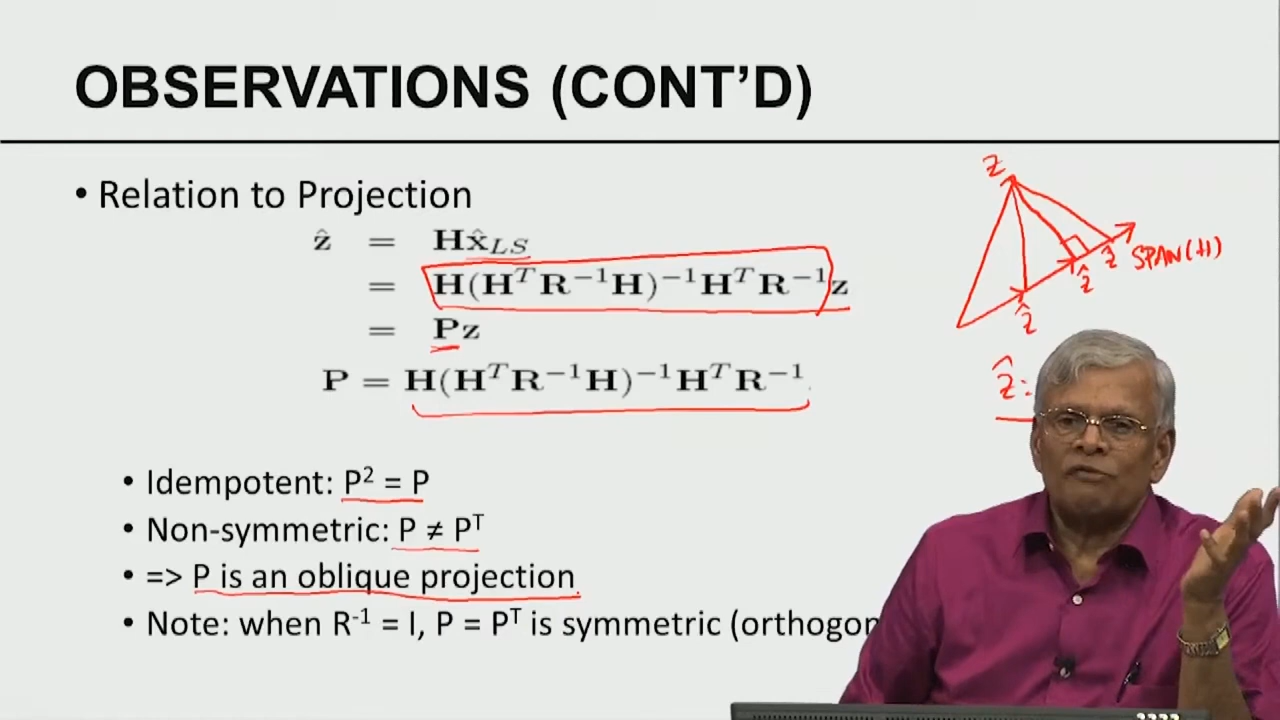 OBSERVATIONS (CONT'D)
• Relation to Projection
ẑ = Hx̂_LS
= H(HᵀR⁻¹H)⁻¹HᵀR⁻¹z
= Pz
P = H(HᵀR⁻¹H)⁻¹HᵀR⁻¹
• Idempotent: P² = P
• Non-symmetric: P ≠ Pᵀ
• => P is an oblique projection
• Note: when R⁻¹ = I, P = Pᵀ is symmetric (orthogon
z
ẑ
ẑ
ẑ
SPAN(H)
ẑ: